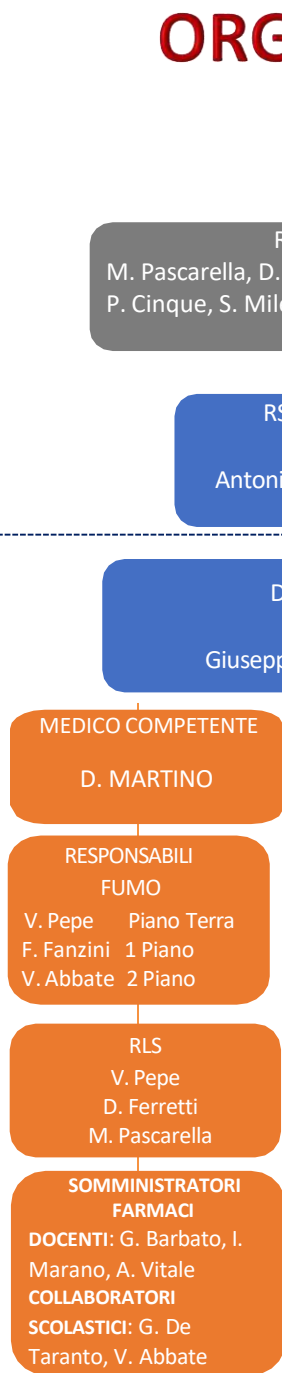 ORG
R
M. Pascarella, D.
P. Cinque, S. Mil
RS
Antoni
D
Giusepp
MEDICO COMPETENTE
D. MARTINO
RESPONSABILI
FUMO
V. Pepe Piano Terra
F. Fanzini 1 Piano
V. Abbate 2 Piano
RLS
V. Pepe
D. Ferretti
M. Pascarella
SOMMINISTRATORI
FARMACI
DOCENTI: G. Barbato, I.
Marano, A. Vitale
COLLABORATORI
SCOLASTICI: G. De
Taranto, V. Abbate